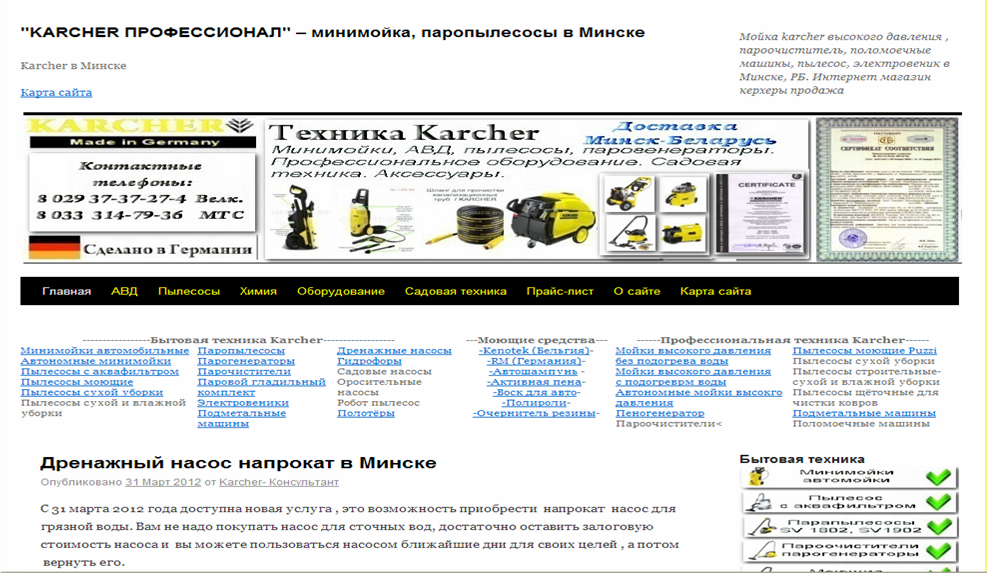 "KARCHER ПРОФЕССИОНАЛ" – минимойка, паропылесосы в Минске
Karcher в Минске
Карта сайта
Мойка karcher высокого давления ,
пароочиститель, поломоечные
машины, пылесос, электровеник в
Минске, РБ. Интернет магазин
керхеры продажа
KARCHER
Made in Germany
Контактние
телефоны:
8 029 37-37-27-4 Велк.
8 033 314-79-36 МТС
Сделано в Германии
Техника Karcher
Доставка
Минск-Беларусь
Минимойки, АВД, пылесосы, паровенераторы.
Профессиональное оборудование. Садовая
техника. Аксессуары.
Шланг для прочистки
канализационных
труб / KARCHER
CERTIFICATE
СЕРТИФИКАТ СООТВЕТСТВИЯ
Главная АВД Пылесосы Химия Оборудование Садовая техника Прайс-лист О сайте Карта сайта
-----------------Бытовая техника Karcher------------------
Минимойки автомобильные
Автономные минимойки
Пылесосы с аквафильтром
Пылесосы моющие
Пылесосы сухой уборки
Пылесосы сухой и влажной
уборки
Паропылесосы
Парогенераторы
Пароочистители
Паровой гладильный
комплект
Электровеники
Подметальные
машины
Дренажные насосы
Гидрофоры
Садовые насосы
Оросительные
насосы
Робот пылесос
Полотёры
---Моющие средства---
-Kenotek (Бельгия)-
-RM (Германия)-
-Автошампунь -
-Активная пена-
-Воск для авто-
-Полироли-
-Очернитель резины-
-----Профессиональная техника Karcher------
Мойки высокого давления
без подогрева воды
Мойки высокого давления
с подогревrм воды
Автономные мойки высокого
давления
Пеногенератор
Пароочистители<
Пылесосы моющие Puzzi
Пылесосы сухой уборки
Пылесосы строительные-
сухой и влажной уборки
Пылесосы щёточные для
чистки ковров
Подметальные машины
Поломоечные машины
Дренажный насос напрокат в Минске
Опубликовано 31 Март 2012 от Karcher- Консультант
С 31 марта 2012 года доступна новая услуга , это возможность приобрести напрокат насос для
грязной воды. Вам не надо покупать насос для сточных вод, достаточно оставить залоговую
стоимость насоса и вы можете пользоваться насосом ближайшие дни для своих целей , а потом
вернуть его.
Бытовая техника
Минимойки
автомойки
Пылесос
с аквафильтром
Парапылесосы
SV 1802, SV1902
Пароочистители
парогенераторы
Моющие